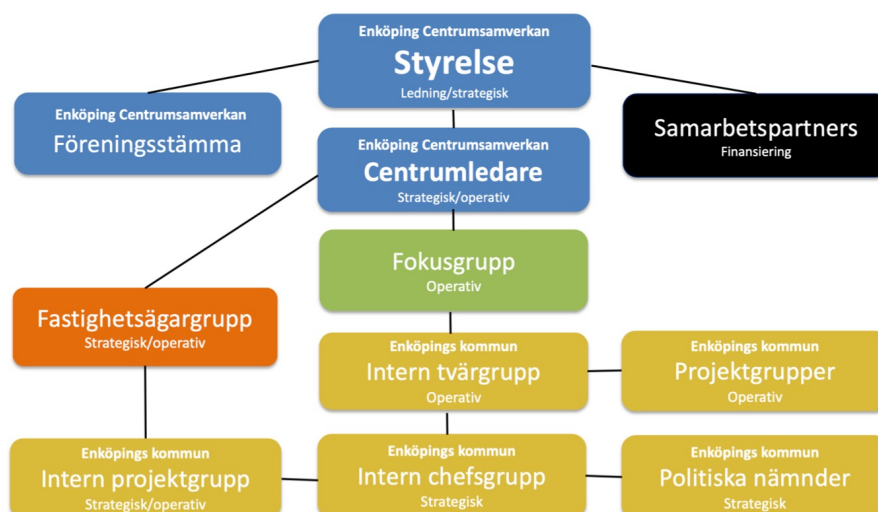 Enköping Centrumsamverkan
Styrelse
Ledning/strategisk
Enköping Centrumsamverkan
Föreningsstämma
Samarbetspartners
Finansiering
Enköping Centrumsamverkan
Centrumledare
Strategisk/operativ
Fokusgrupp
Operativ
Fastighetsägargrupp
Strategisk/operativ
Enköpings kommun
Intern tvärgrupp
Operativ
Enköpings kommun
Projektgrupper
Operativ
Enköpings kommun
Intern projektgrupp
Strategisk/operativ
Enköpings kommun
Intern chefsgrupp
Strategisk
Enköpings kommun
Politiska nämnder
Strategisk